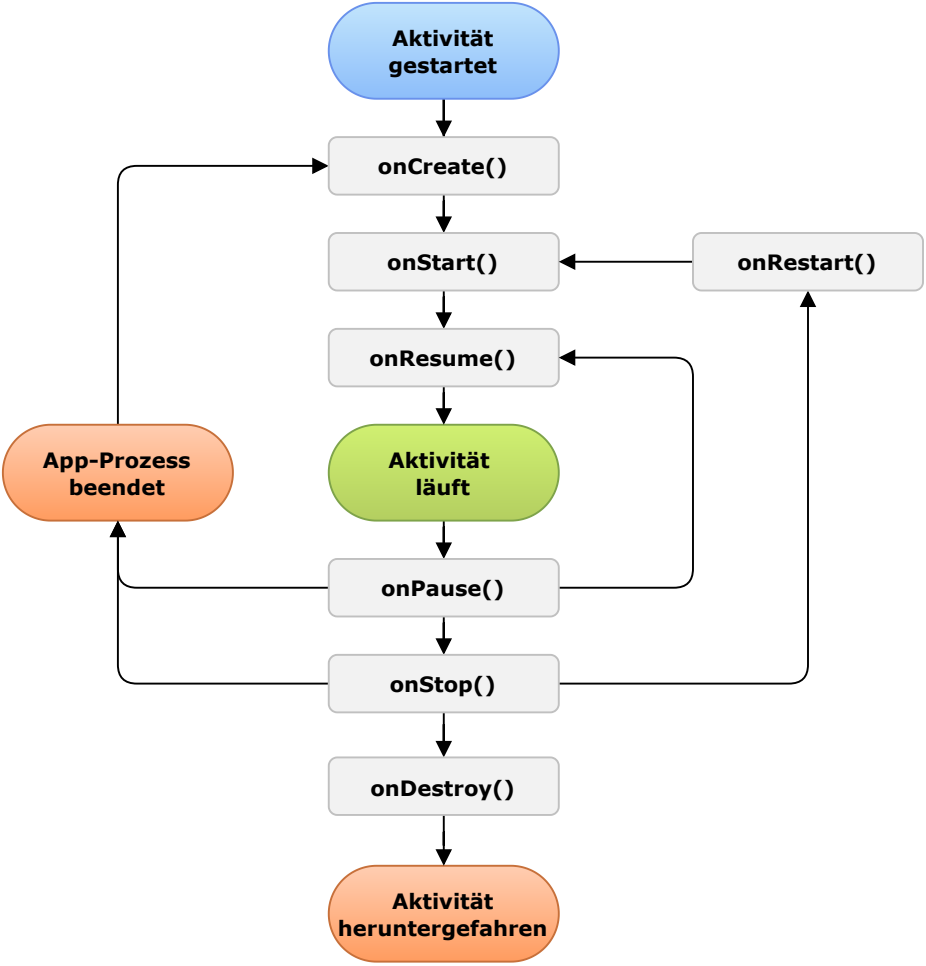 Aktivität
gestartet
onCreate()
onStart()
onRestart()
onResume()
App-Prozess
beendet
Aktivität
läuft
onPause()
onStop()
onDestroy()
Aktivität
heruntergefahren